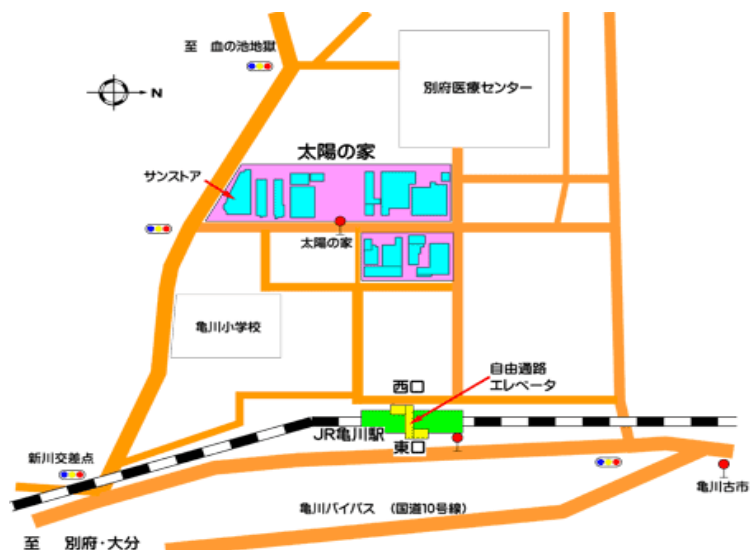 至 血の池地獄
N
別府医療センター
太陽の家
サンストア
太陽の家
亀川小学校
自由通路
エレベータ
西口
JR亀川駅
東口
新川交差点
亀川古市
亀川バイパス (国道10号線)
至 別府・大分